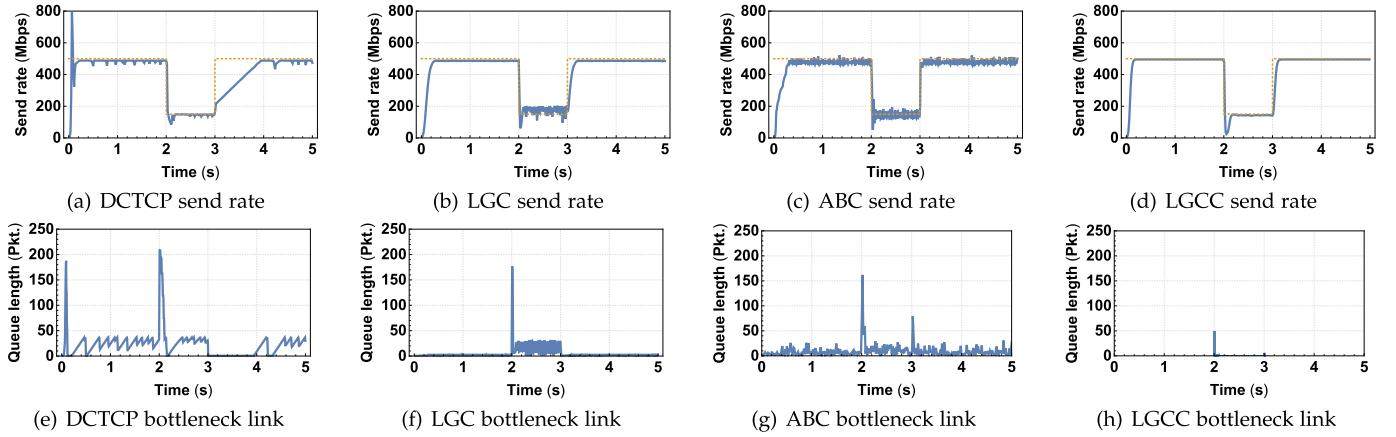 Send rate (Mbps)
800
600
400
200
0
0 1 2 3 4 5
Time (s)
(a) DCTCP send rate
Send rate (Mbps)
800
600
400
200
0
0 1 2 3 4 5
Time (s)
(b) LGC send rate
Send rate (Mbps)
800
600
400
200
0
0 1 2 3 4 5
Time (s)
(c) ABC send rate
Send rate (Mbps)
800
600
400
200
0
0 1 2 3 4 5
Time (s)
(d) LGCC send rate
Queue length (Pkt.)
250
200
150
100
50
0
0 1 2 3 4 5
Time (s)
(e) DCTCP bottleneck link
Queue length (Pkt.)
250
200
150
100
50
0
0 1 2 3 4 5
Time (s)
(f) LGC bottleneck link
Queue length (Pkt.)
250
200
150
100
50
0
0 1 2 3 4 5
Time (s)
(g) ABC bottleneck link
Queue length (Pkt.)
250
200
150
100
50
0
0 1 2 3 4 5
Time (s)
(h) LGCC bottleneck link